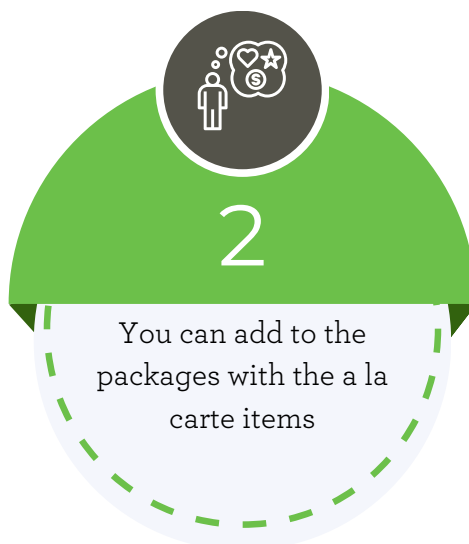 2
You can add to the
packages with the a la
carte items